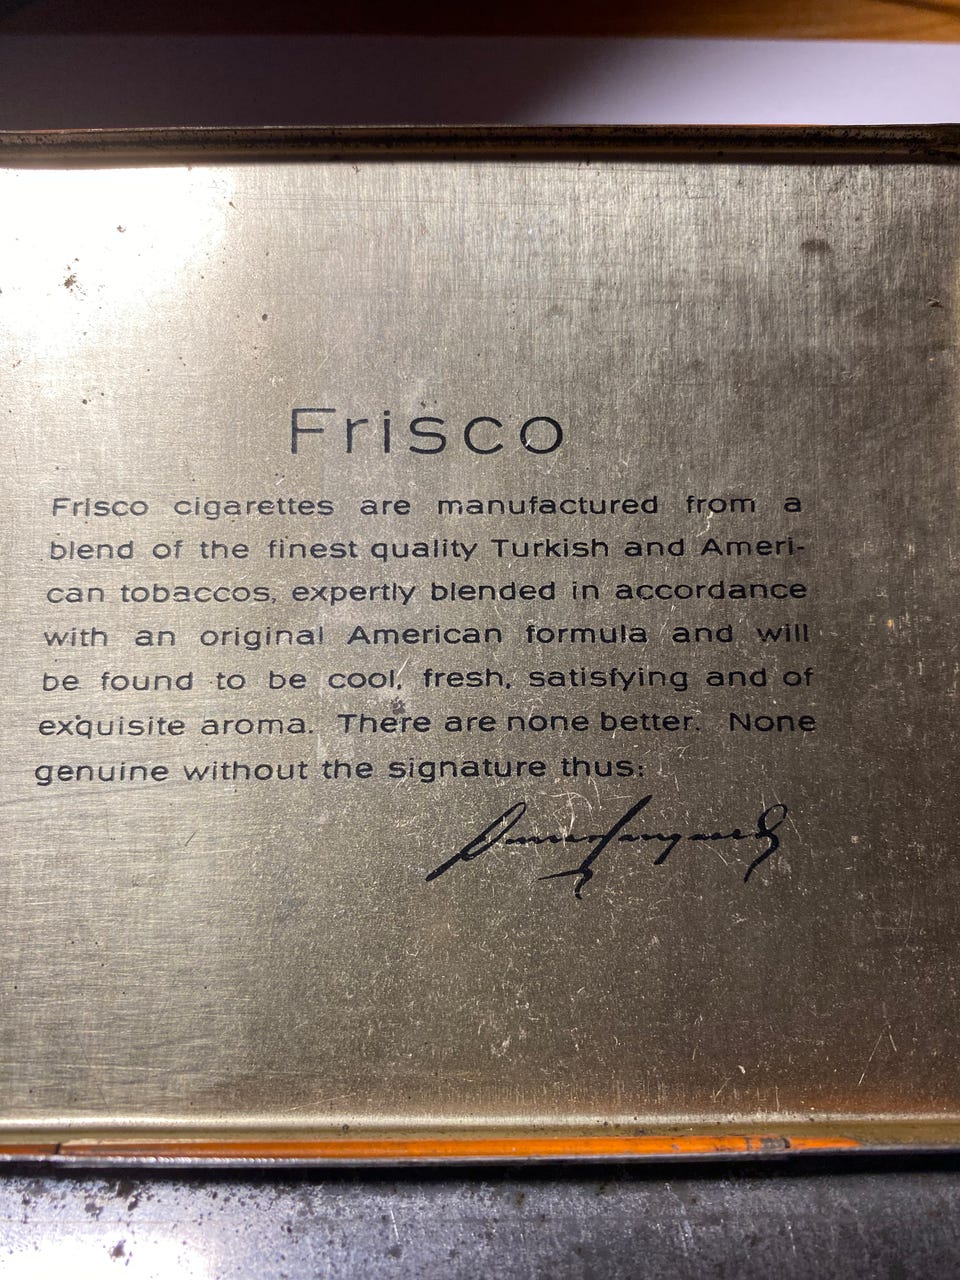 Frisco
Frisco cigarettes are manufactured from a
blend of the finest quality Turkish and Ameri-
can tobaccos, expertly blended in accordance
with an original American formula and will
be found to be cool, fresh, satisfying and of
exquisite aroma. There are none better. None
genuine without the signature thus: